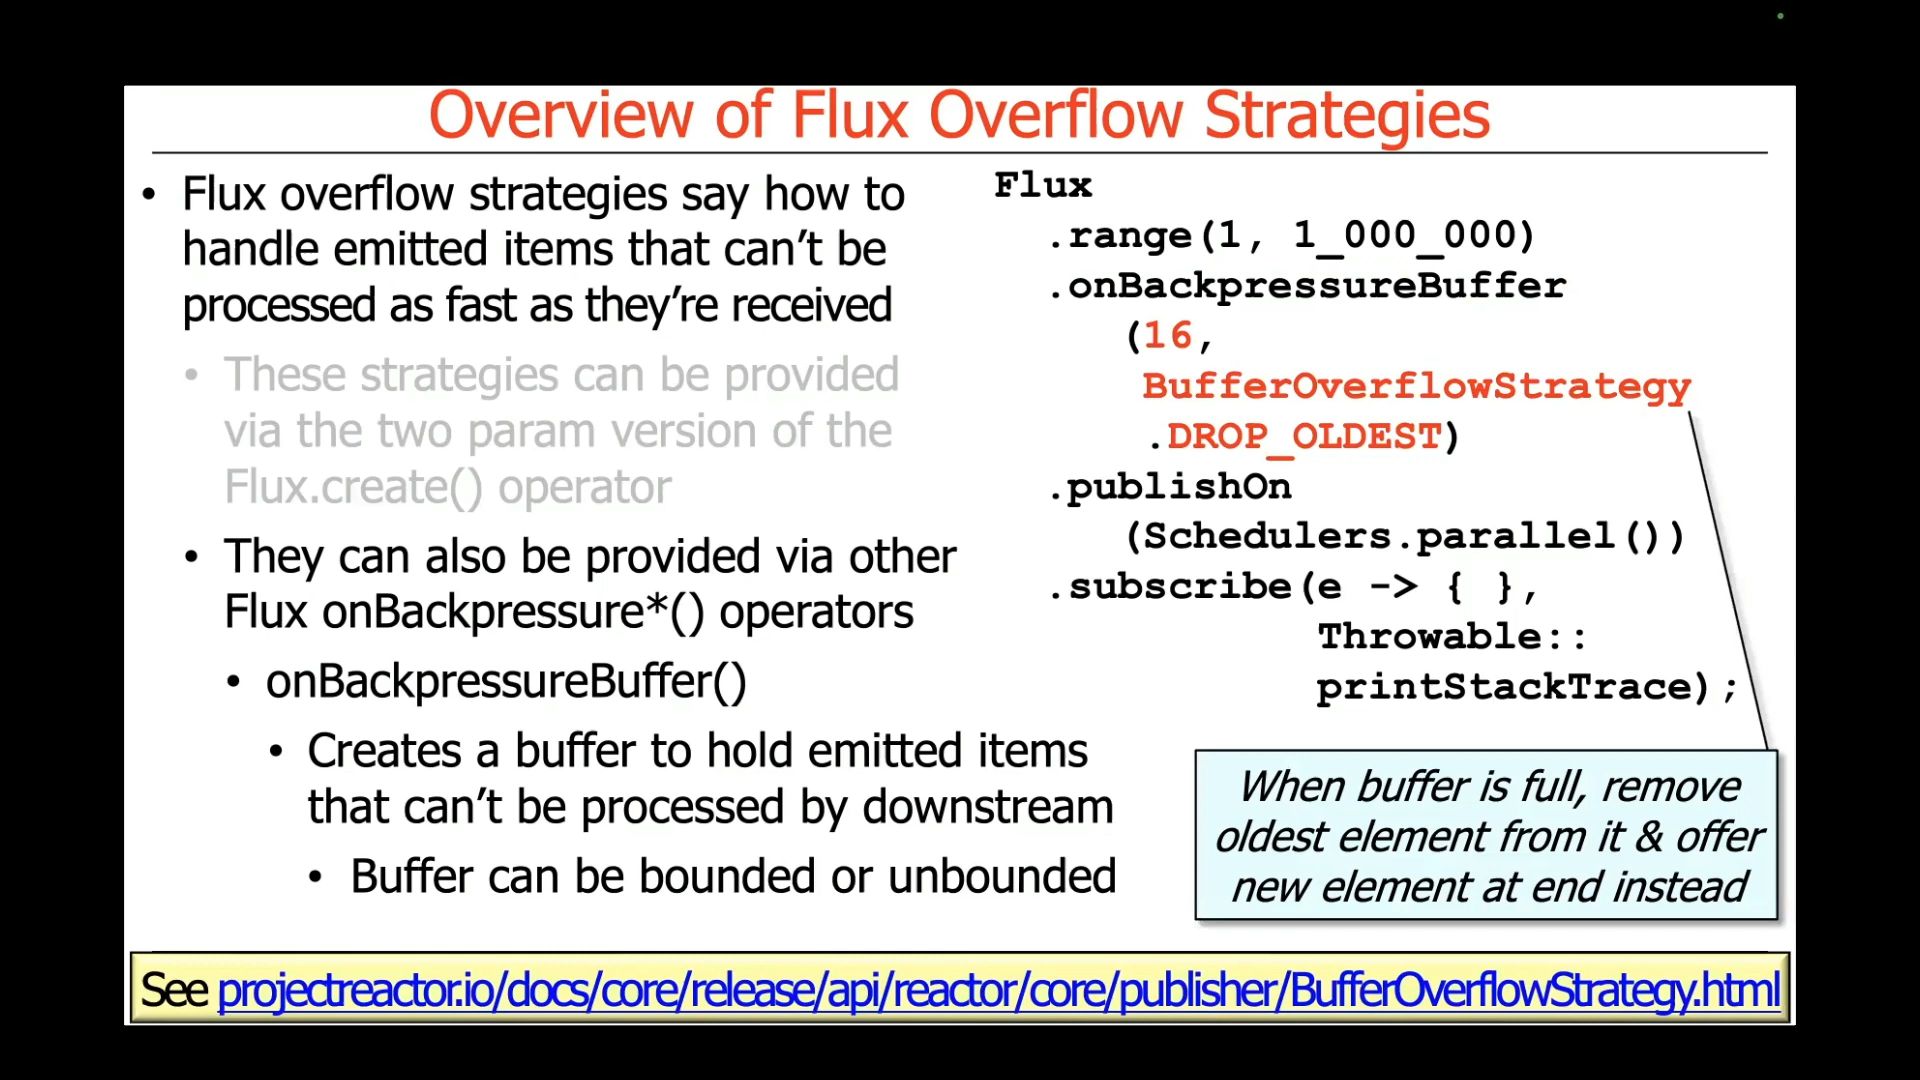 Overview of Flux Overflow Strategies
• Flux overflow strategies say how to
handle emitted items that can’t be
processed as fast as they’re received
• These strategies can be provided
via the two param version of the
Flux.create() operator
• They can also be provided via other
Flux onBackpressure*() operators
• onBackpressureBuffer()
• Creates a buffer to hold emitted items
that can’t be processed by downstream
• Buffer can be bounded or unbounded
Flux
.range(1, 1_000_000)
.onBackpressureBuffer
(16,
BufferOverflowStrategy
.DROP_OLDEST)
.publishOn
(Schedulers.parallel())
.subscribe(e -> { },
Throwable::
printStackTrace);
When buffer is full, remove
oldest element from it & offer
new element at end instead
See projectreactor.io/docs/core/release/api/reactor/core/publisher/BufferOverflowStrategy.html